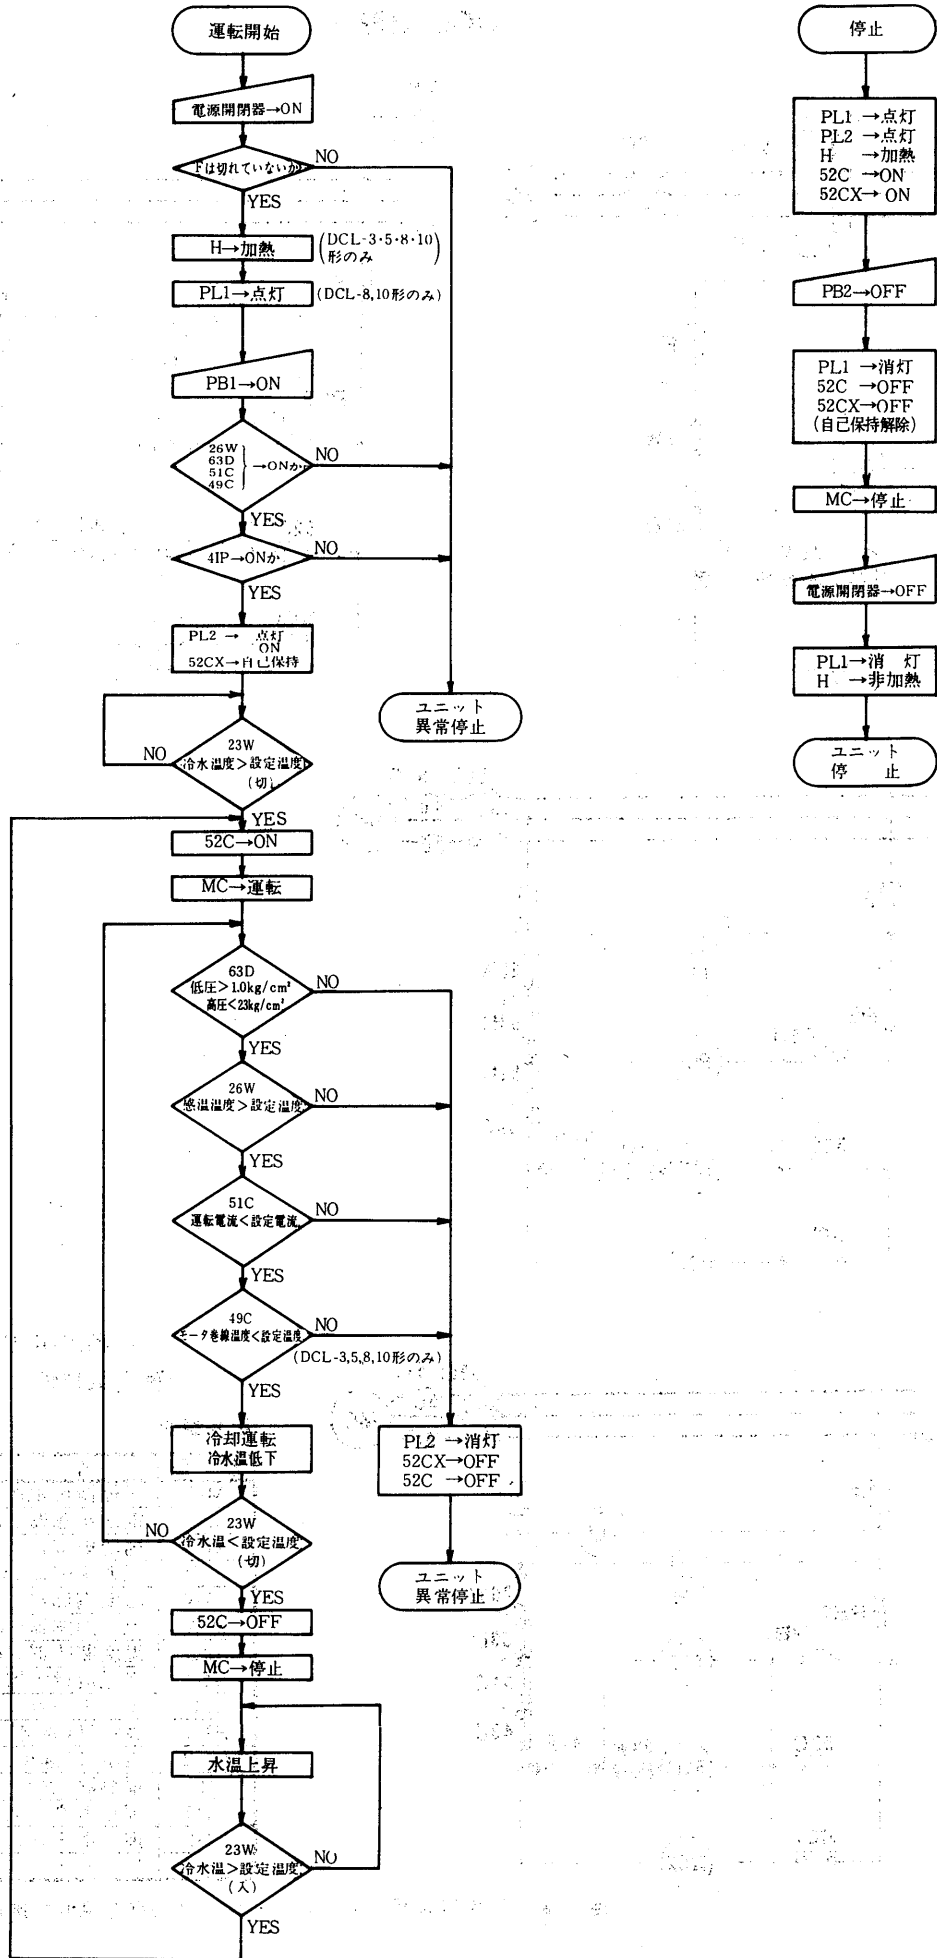 運転開始
電源開閉器→ON
Fは切れていないか
NO
YES
H→加熱
(DCL-3·5·8·10)
形のみ
PL1→点灯
(DCL-8,10形のみ)
PB1→ON
26W
63D
51C
49C
→ONか
NO
YES
4IP→ONか
NO
YES
PL2 → 点灯
ON
52CX→自己保持
ユニット
異常停止
23W
冷水温度>設定温度
(切)
NO
YES
52C→ON
MC→運転
63D
低圧>1.0kg/cm²
高圧<23kg/cm²
NO
YES
26W
感温温度>設定温度
NO
YES
51C
運転電流<設定電流
NO
YES
49C
モータ巻線温度<設定温度
NO
(DCL-3,5,8,10形のみ)
YES
冷却運転
冷水温低下
PL2 →消灯
52CX→OFF
52C →OFF
ユニット
異常停止
23W
冷水温<設定温度
(切)
NO
YES
52C→OFF
MC→停止
水温上昇
23W
冷水温>設定温度
(入)
NO
YES
停止
PL1 →点灯
PL2 →点灯
H →加熱
52C →ON
52CX→ ON
PB2→OFF
PL1 →消灯
52C →OFF
52CX→OFF
(自己保持解除)
MC→停止
電源開閉器→OFF
PL1→消 灯
H →非加熱
ユニット
停 止